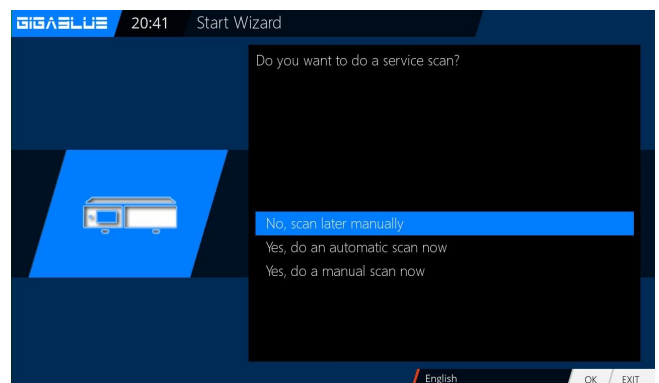 GIGABLUE 20:41 Start Wizard
Do you want to do a service scan?
No, scan later manually
Yes, do an automatic scan now
Yes, do a manual scan now
English OK / EXIT